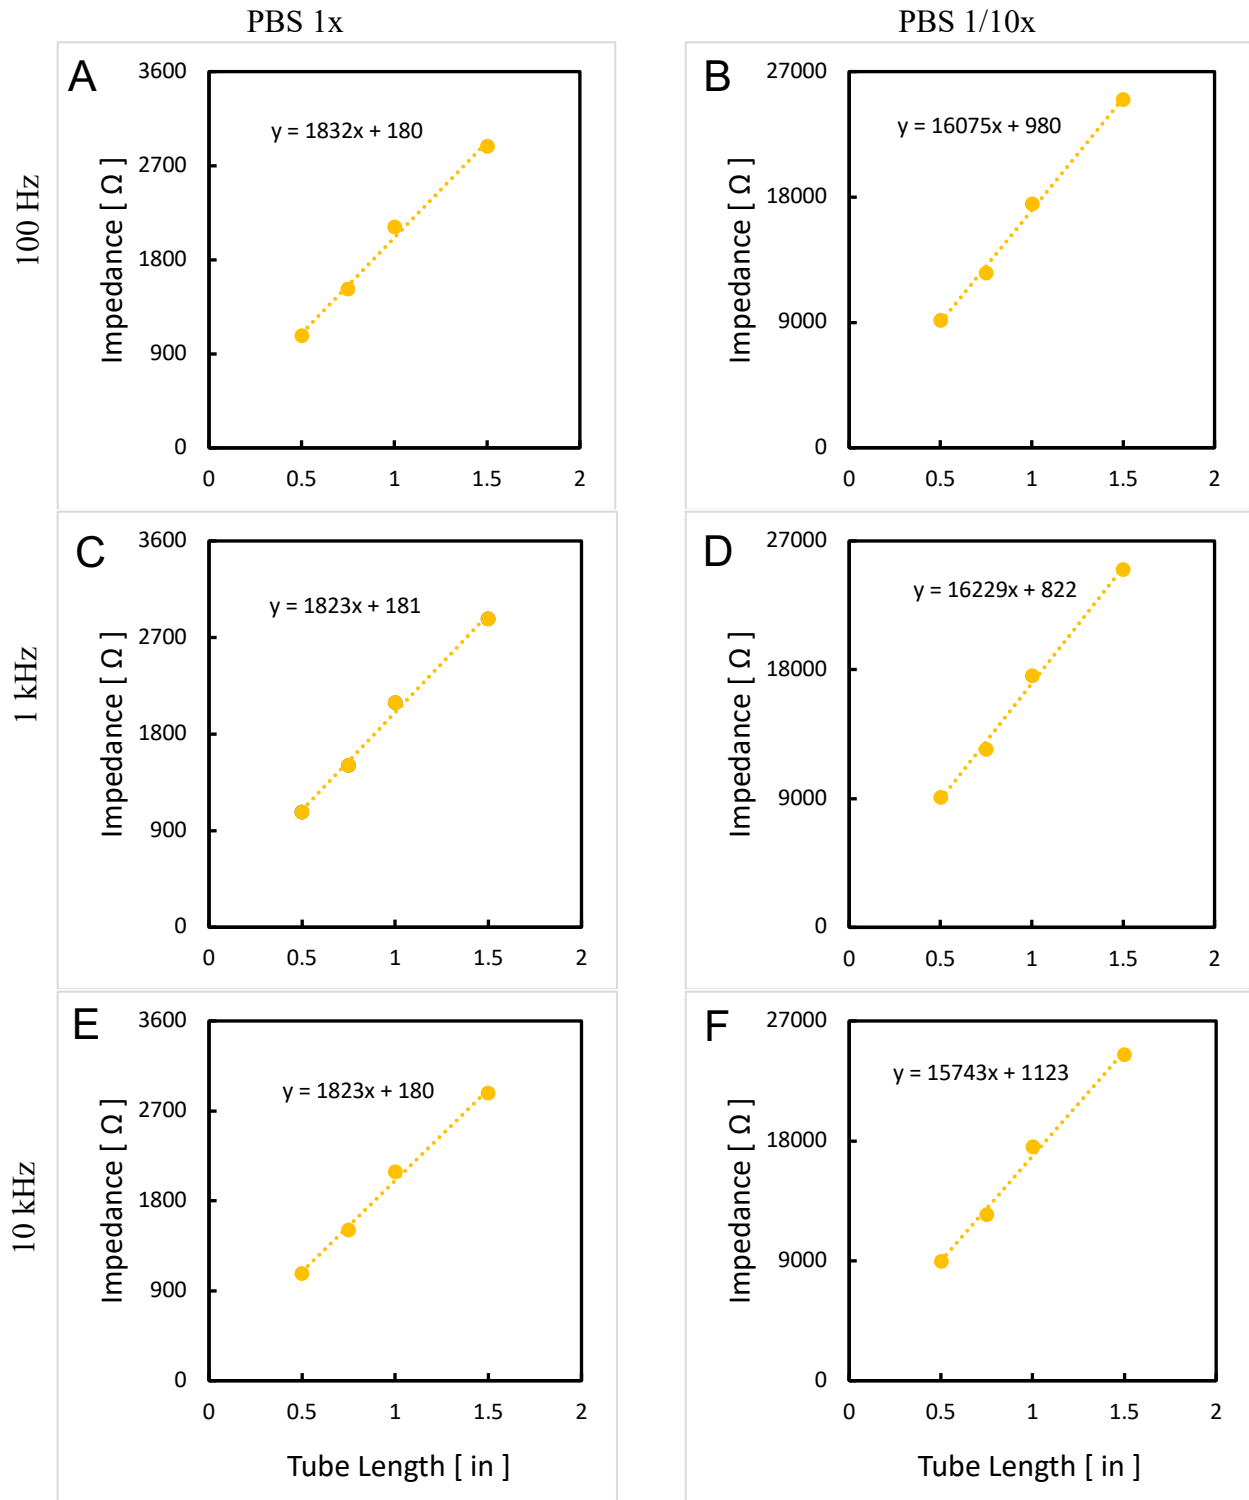 PBS 1x
PBS 1/10x
100 Hz
A
3600
2700
1800
900
0
Impedance [ Ω ]
y = 1832x + 180
0 0.5 1 1.5 2
B
27000
18000
9000
0
Impedance [ Ω ]
y = 16075x + 980
0 0.5 1 1.5 2
1 kHz
C
3600
2700
1800
900
0
Impedance [ Ω ]
y = 1823x + 181
0 0.5 1 1.5 2
D
27000
18000
9000
0
Impedance [ Ω ]
y = 16229x + 822
0 0.5 1 1.5 2
10 kHz
E
3600
2700
1800
900
0
Impedance [ Ω ]
y = 1823x + 180
0 0.5 1 1.5 2
Tube Length [ in ]
F
27000
18000
9000
0
Impedance [ Ω ]
y = 15743x + 1123
0 0.5 1 1.5 2
Tube Length [ in ]